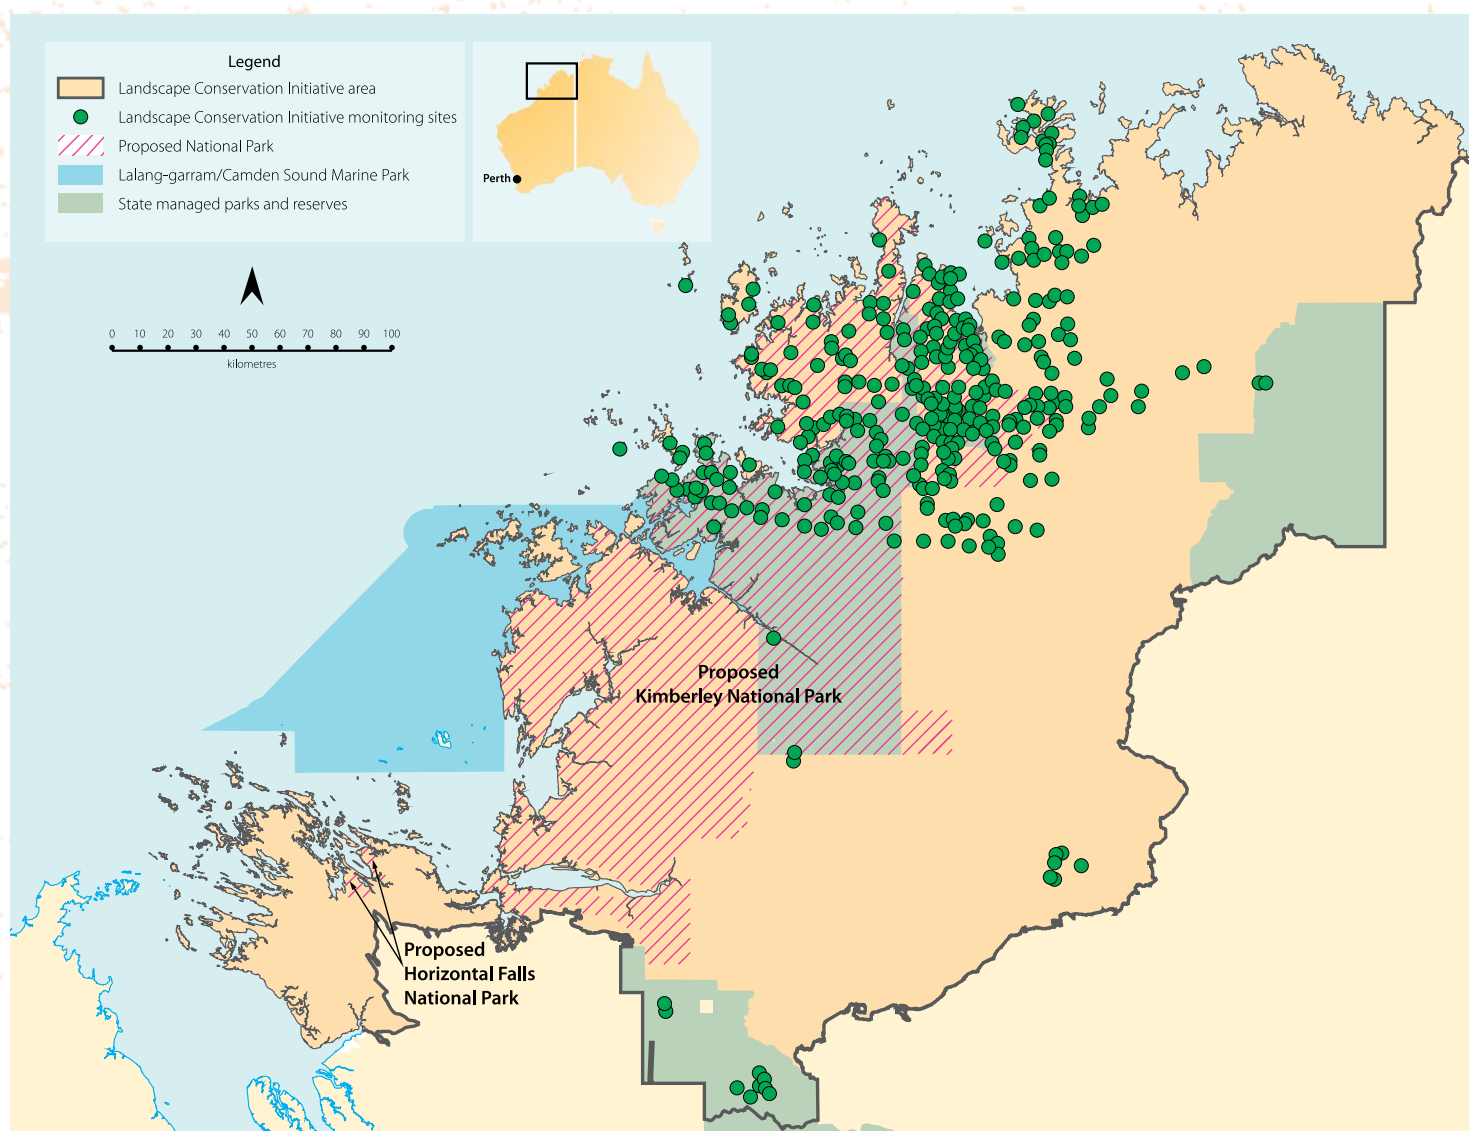 Legend
Landscape Conservation Initiative area
Landscape Conservation Initiative monitoring sites
Proposed National Park
Lalang-garram/Camden Sound Marine Park
State managed parks and reserves
Perth
0 10 20 30 40 50 60 70 80 90 100
kilometres
Proposed
Kimberley National Park
Proposed
Horizontal Falls
National Park